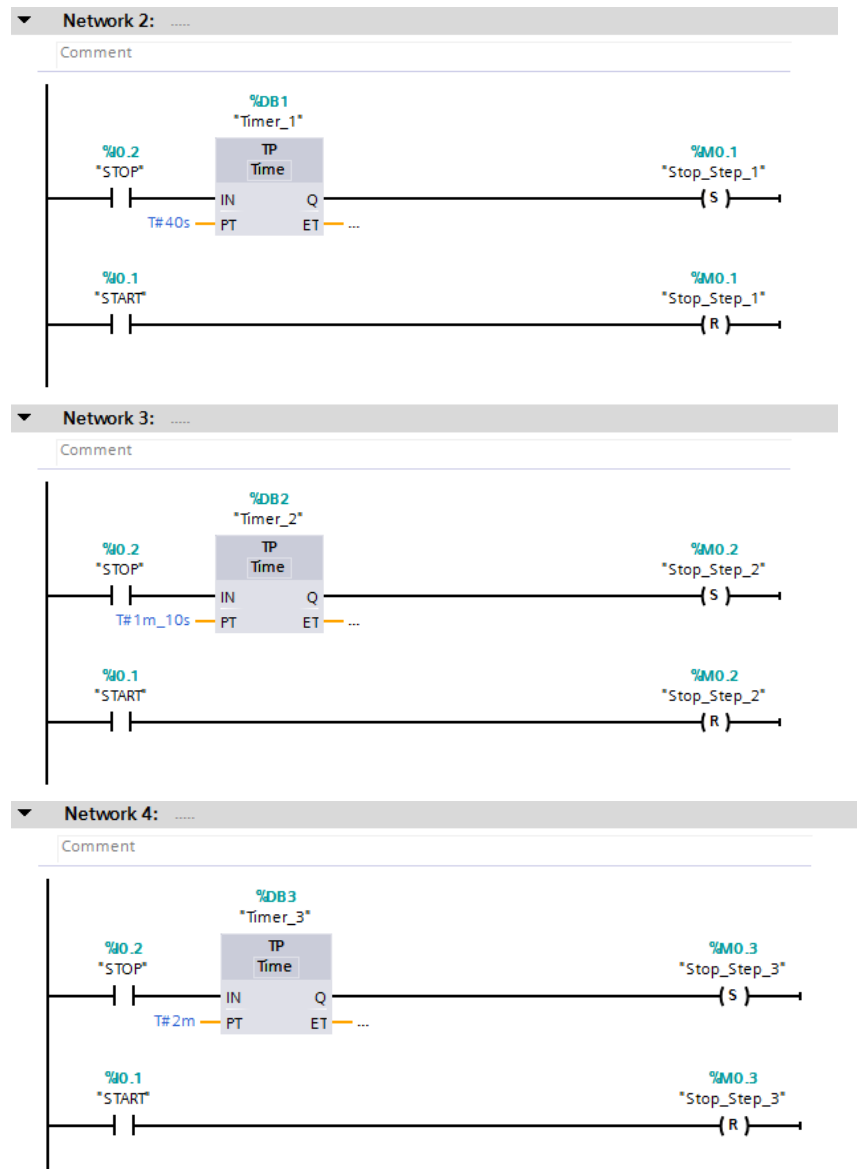 Network 2: .....
Comment
%DB1
"Timer_1"
%I0.2
"STOP"
TP
Time
%M0.1
"Stop_Step_1"
IN Q
S
T#40s PT ET ...
%I0.1
"START"
%M0.1
"Stop_Step_1"
R
Network 3: .....
Comment
%DB2
"Timer_2"
%I0.2
"STOP"
TP
Time
%M0.2
"Stop_Step_2"
IN Q
S
T#1m_10s PT ET ...
%I0.1
"START"
%M0.2
"Stop_Step_2"
R
Network 4: .....
Comment
%DB3
"Timer_3"
%I0.2
"STOP"
TP
Time
%M0.3
"Stop_Step_3"
IN Q
S
T#2m PT ET ...
%I0.1
"START"
%M0.3
"Stop_Step_3"
R